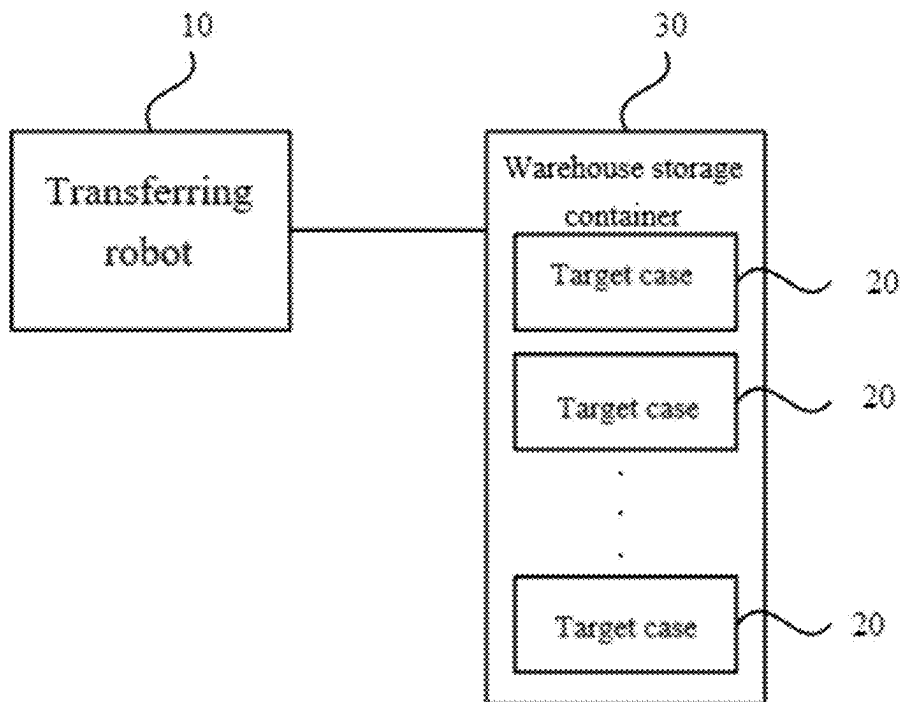 10
30
Transferring
robot
Warehouse storage
container
Target case
20
Target case
20
Target case
20